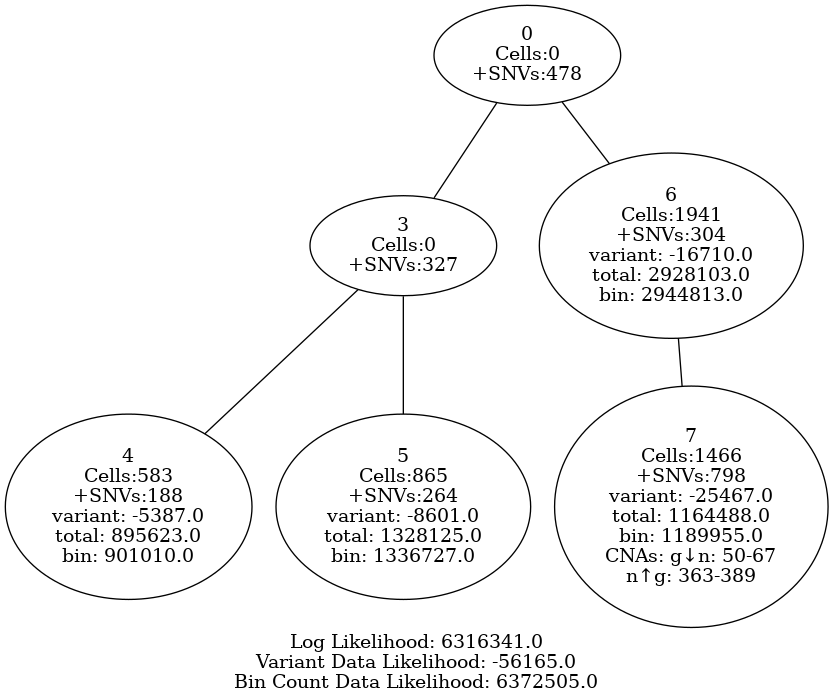 0
Cells:0
+SNVs:478
3
Cells:0
+SNVs:327
6
Cells:1941
+SNVs:304
variant: -16710.0
total: 2928103.0
bin: 2944813.0
4
Cells:583
+SNVs:188
variant: -5387.0
total: 895623.0
bin: 901010.0
5
Cells:865
+SNVs:264
variant: -8601.0
total: 1328125.0
bin: 1336727.0
7
Cells:1466
+SNVs:798
variant: -25467.0
total: 1164488.0
bin: 1189955.0
CNAs: g↓n: 50-67
n↑g: 363-389
Log Likelihood: 6316341.0
Variant Data Likelihood: -56165.0
Bin Count Data Likelihood: 6372505.0